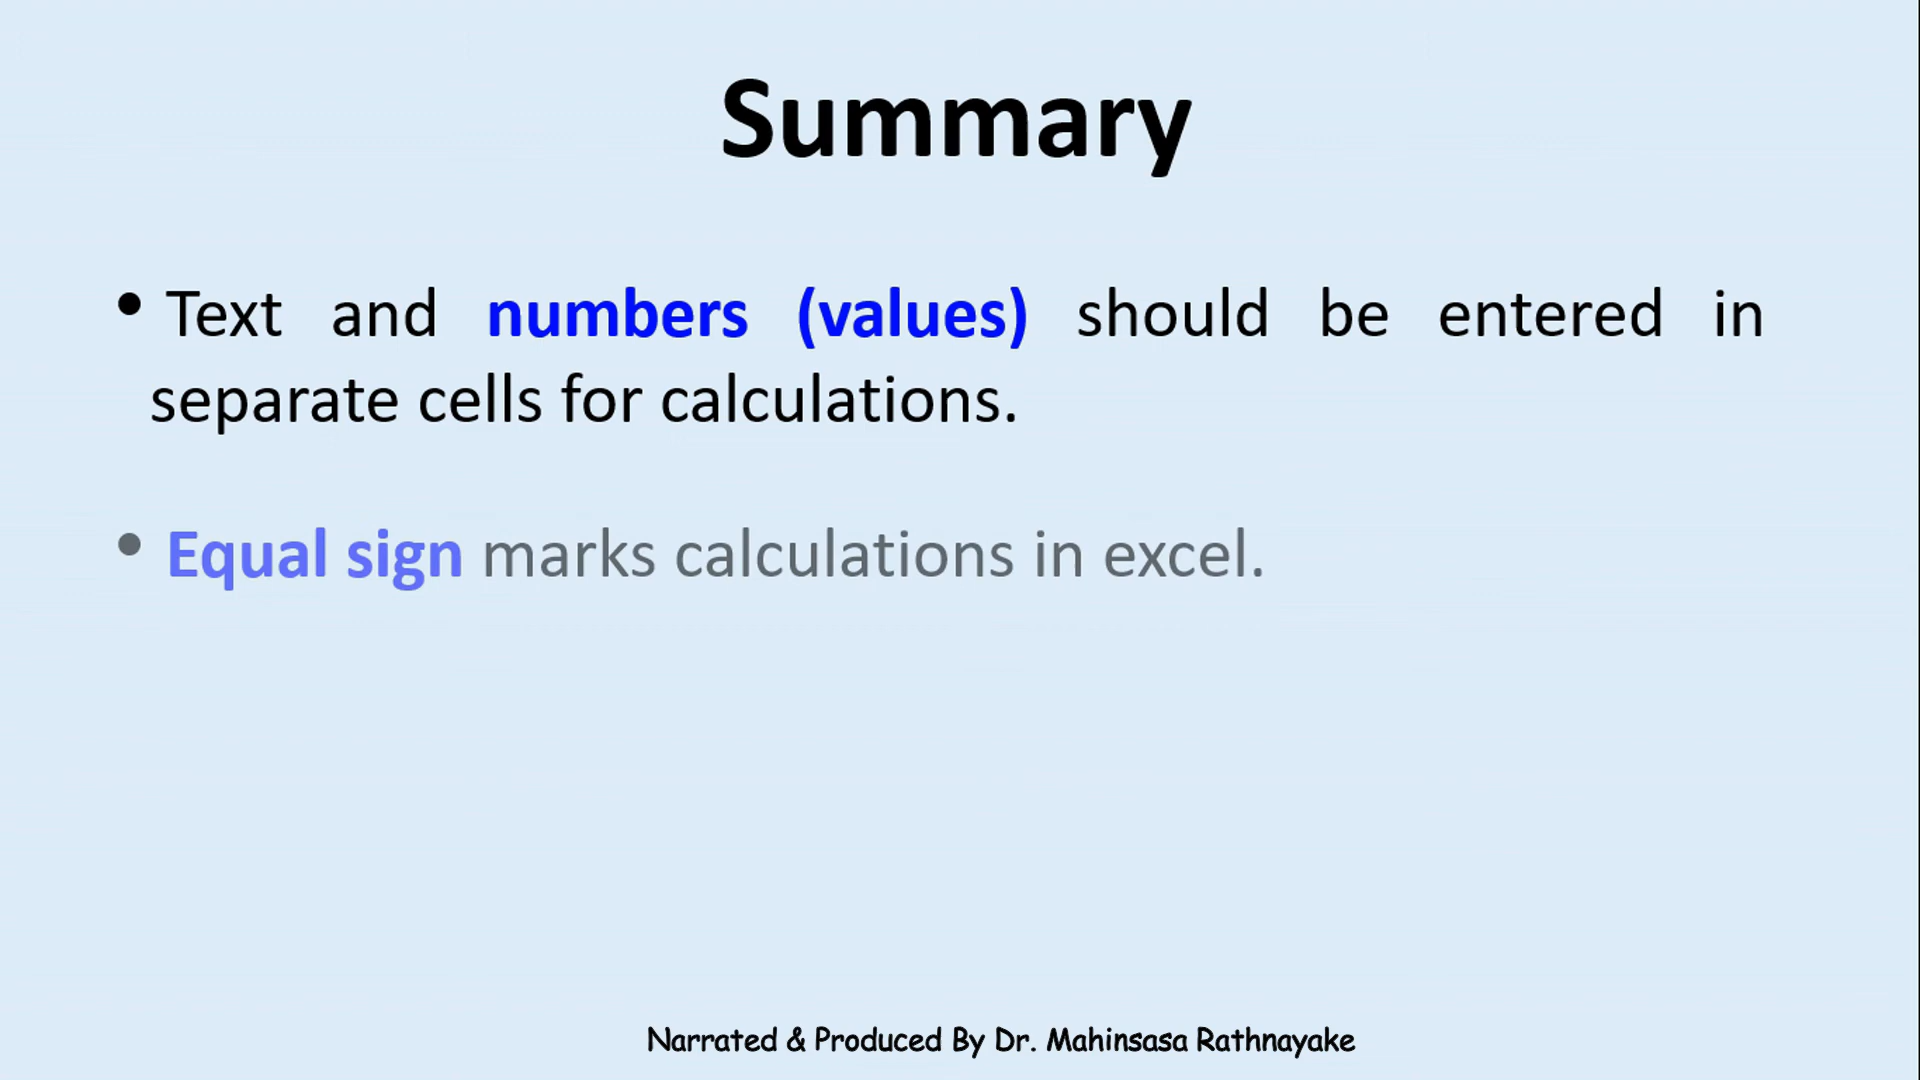 Summary
• Text and numbers (values) should be entered in
separate cells for calculations.
• Equal sign marks calculations in excel.
Narrated & Produced By Dr. Mahinsasa Rathnayake